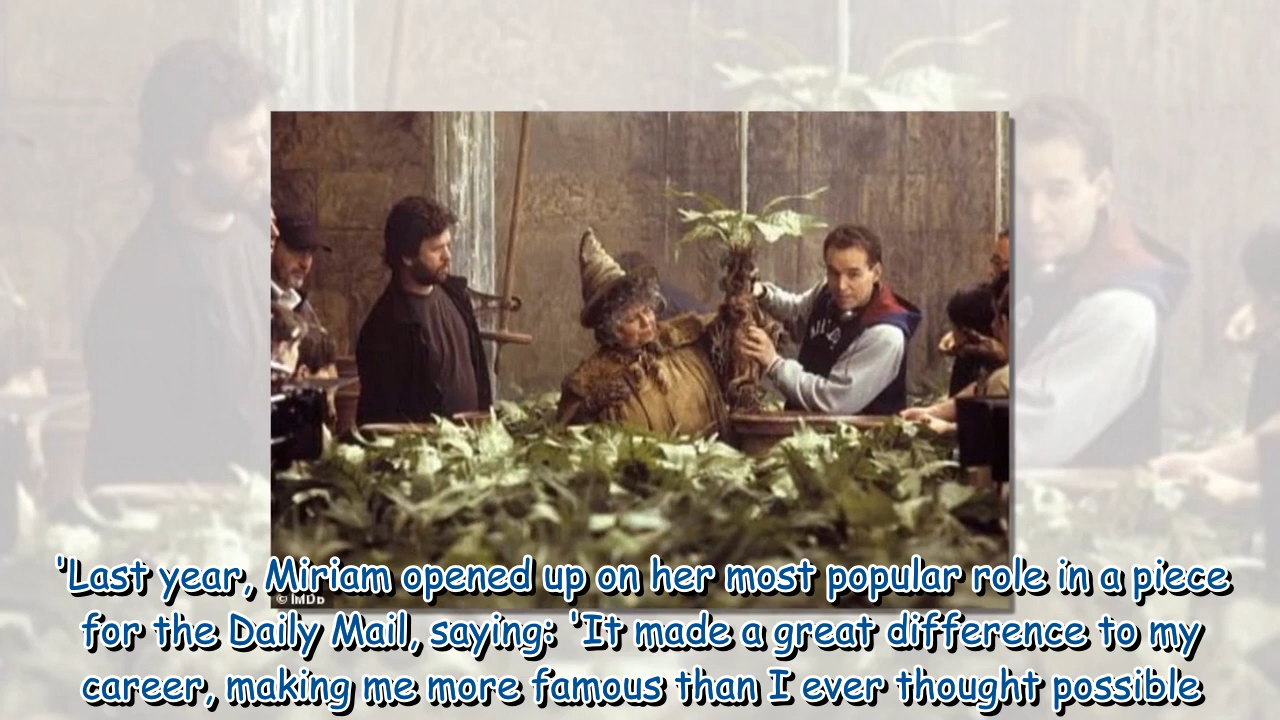 © IMDb
'Last year, Miriam opened up on her most popular role in a piece
for the Daily Mail, saying: 'It made a great difference to my
career, making me more famous than I ever thought possible